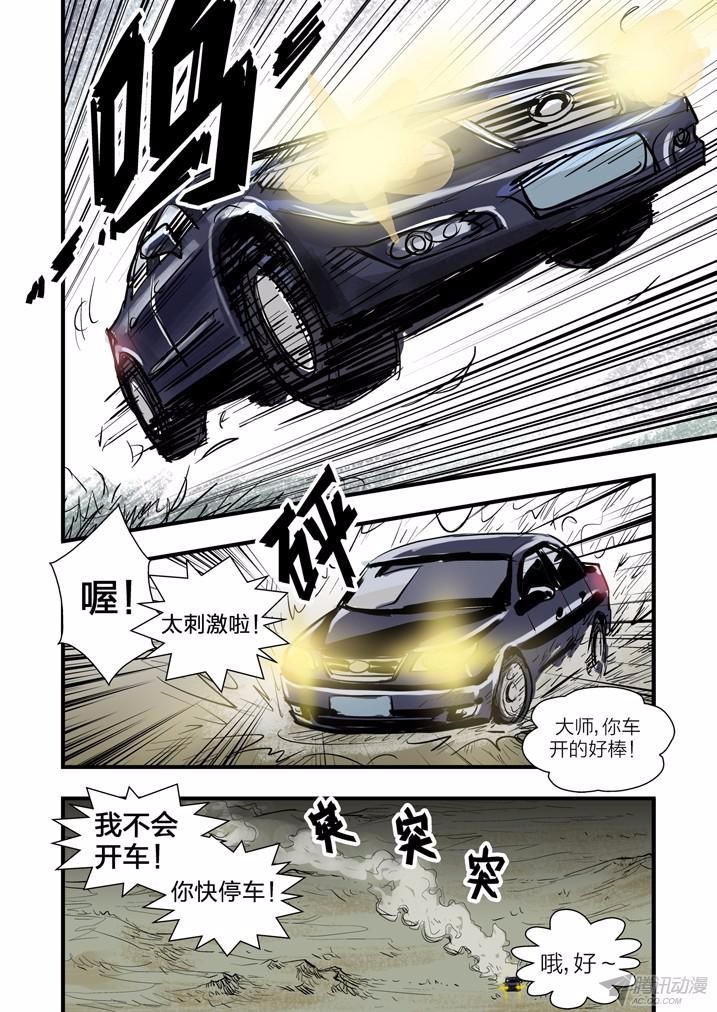 呜
砰
喔！
太刺激啦！
大师，你车
开的好棒！
我不会
开车！
你快停车！
突 突 突
哦，好～
腾讯动漫
AC.QQ.COM